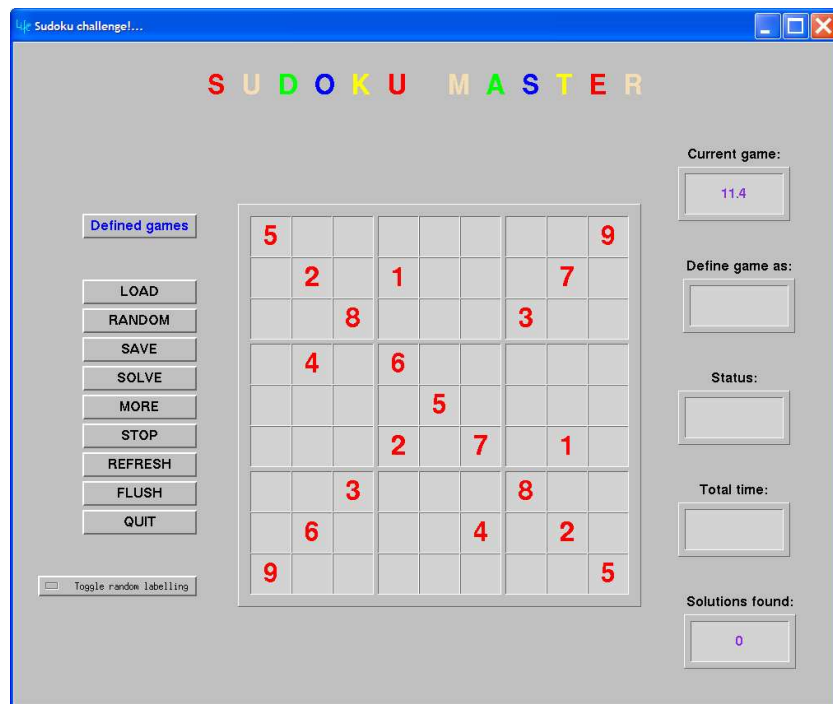 Sudoku challenge!...
SUDOKU MASTER
Current game:
11.4
Defined games
Define game as:
LOAD
RANDOM
SAVE
SOLVE
MORE
STOP
REFRESH
FLUSH
QUIT
Toggle random labelling
5 9
2 1 7
8 3
4 6
5
2 7 1
3 8
6 4 2
9 5
Status:
Total time:
Solutions found:
0